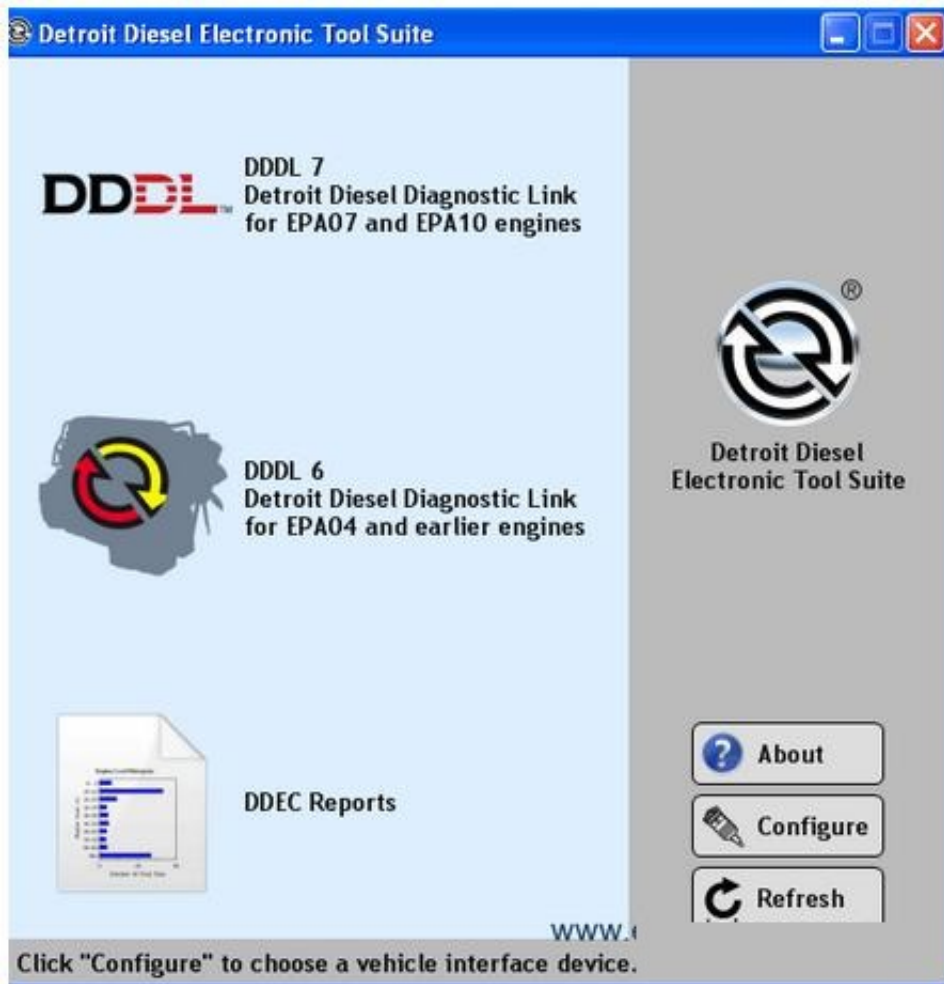 Detroit Diesel Electronic Tool Suite
DDDL™
DDDL 7
Detroit Diesel Diagnostic Link
for EPA07 and EPA10 engines
®
Detroit Diesel
Electronic Tool Suite
DDDL 6
Detroit Diesel Diagnostic Link
for EPA04 and earlier engines
DDEC Reports
About
Configure
Refresh
www.
Click "Configure" to choose a vehicle interface device.